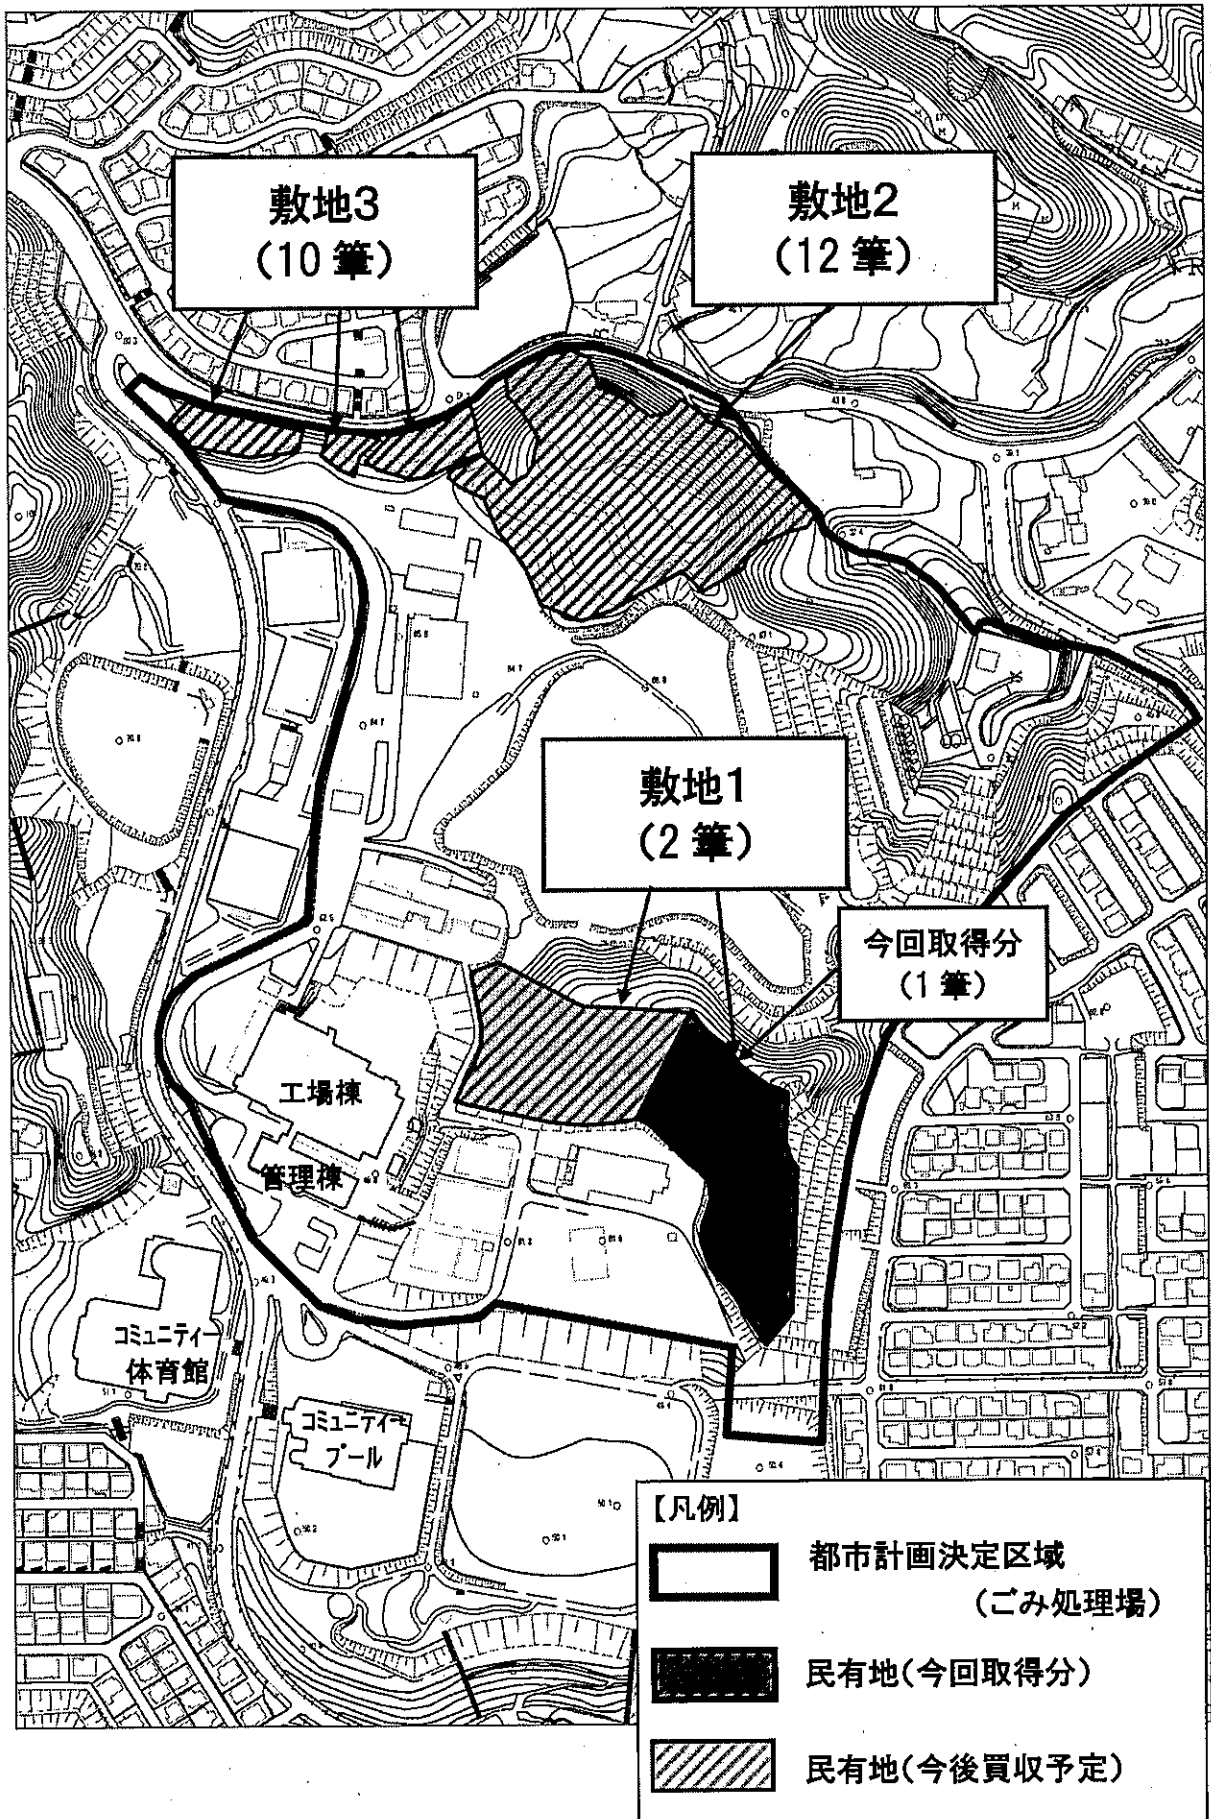 敷地3
(10 筆)
敷地2
(12 筆)
敷地1
(2 筆)
今回取得分
(1 筆)
工場棟
管理棟
コミュニティー
体育館
コミュニティー
プール
【凡例】
都市計画決定区域
(ごみ処理場)
民有地(今回取得分)
民有地(今後買収予定)